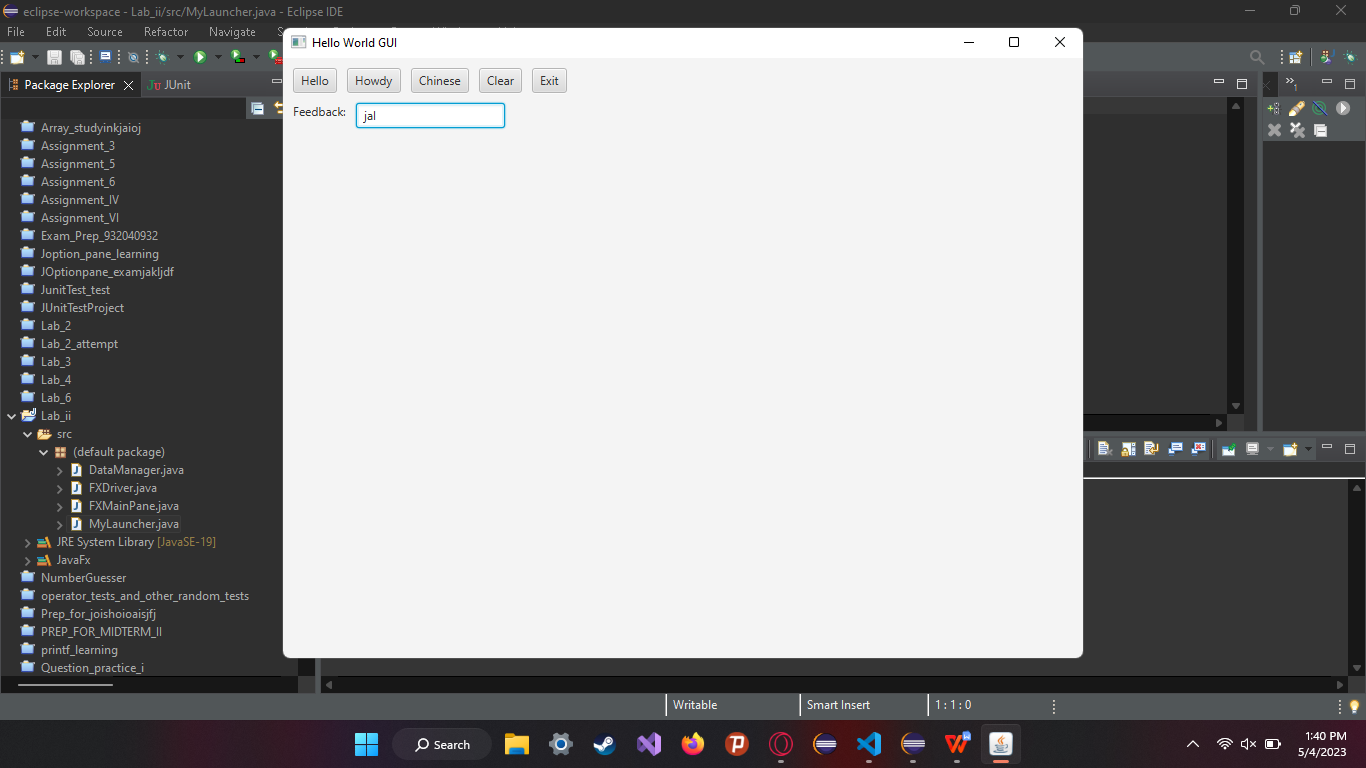 eclipse-workspace - Lab_ii/src/MyLauncher.java - Eclipse IDE
File Edit Source Refactor Navigate S
Hello World GUI
Hello Howdy Chinese Clear Exit
Feedback: jal
Package Explorer JUnit
Array_studyinkjaioj
Assignment_3
Assignment_5
Assignment_6
Assignment_IV
Assignment_VI
Exam_Prep_932040932
Joption_pane_learning
JOptionpane_examjakljdf
JunitTest_test
JUnitTestProject
Lab_2
Lab_2_attempt
Lab_3
Lab_4
Lab_6
Lab_ii
src
(default package)
DataManager.java
FXDriver.java
FXMainPane.java
MyLauncher.java
JRE System Library [JavaSE-19]
JavaFx
NumberGuesser
operator_tests_and_other_random_tests
Prep_for_joishoioaisjfj
PREP_FOR_MIDTERM_II
printf_learning
Question_practice_i
Writable Smart Insert 1 : 1 : 0
Search
1:40 PM
5/4/2023